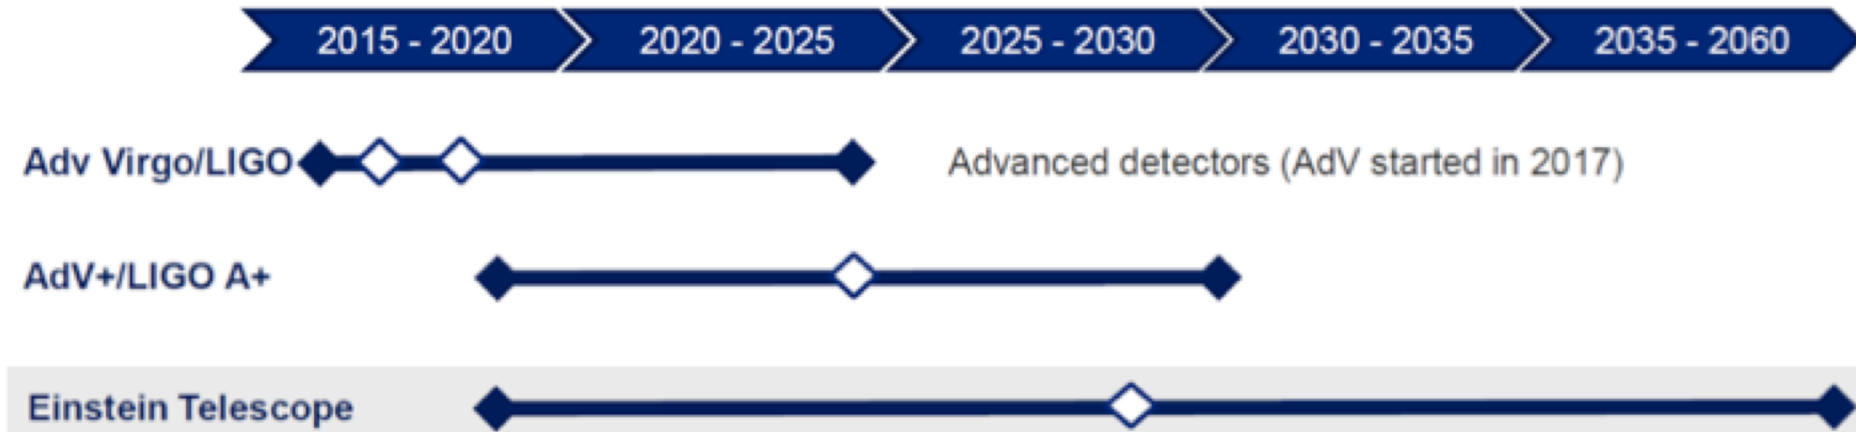 2015 - 2020 2020 - 2025 2025 - 2030 2030 - 2035 2035 - 2060
Adv Virgo/LIGO Advanced detectors (AdV started in 2017)
AdV+/LIGO A+
Einstein Telescope